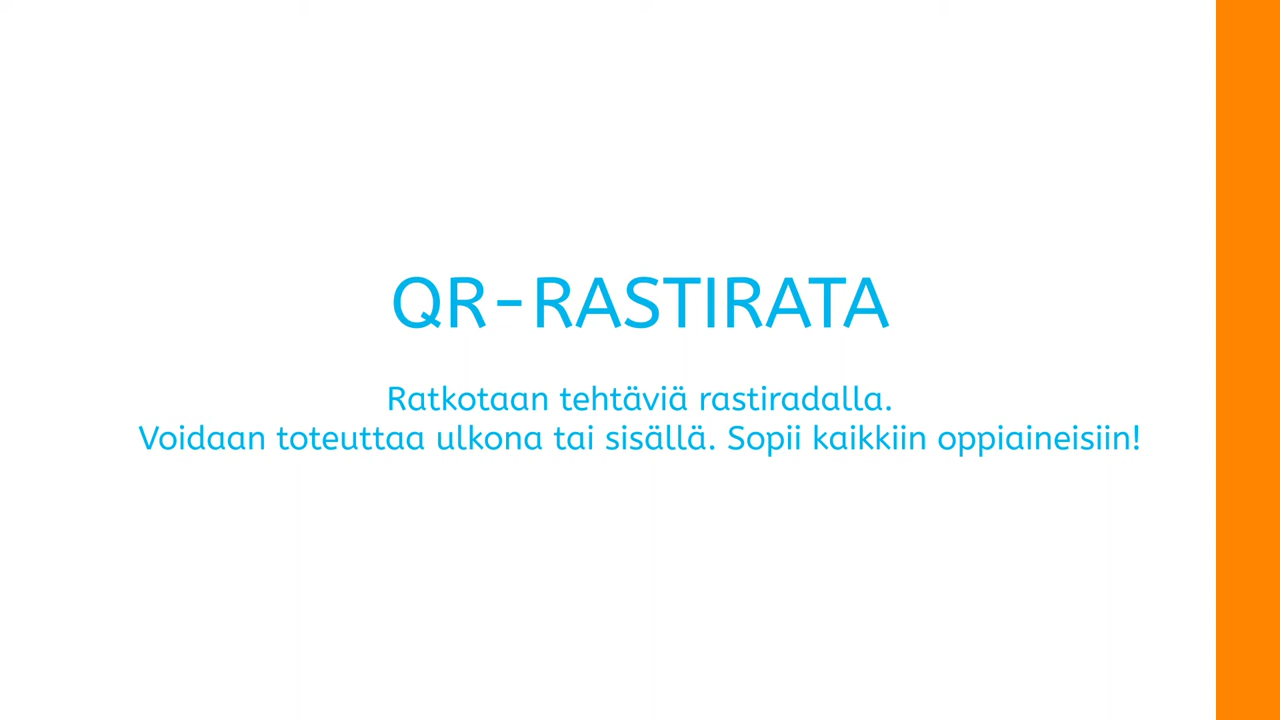 QR-RASTIRATA
Ratkotaan tehtäviä rastiradalla.
Voidaan toteuttaa ulkona tai sisällä. Sopii kaikkiin oppiaineisiin!